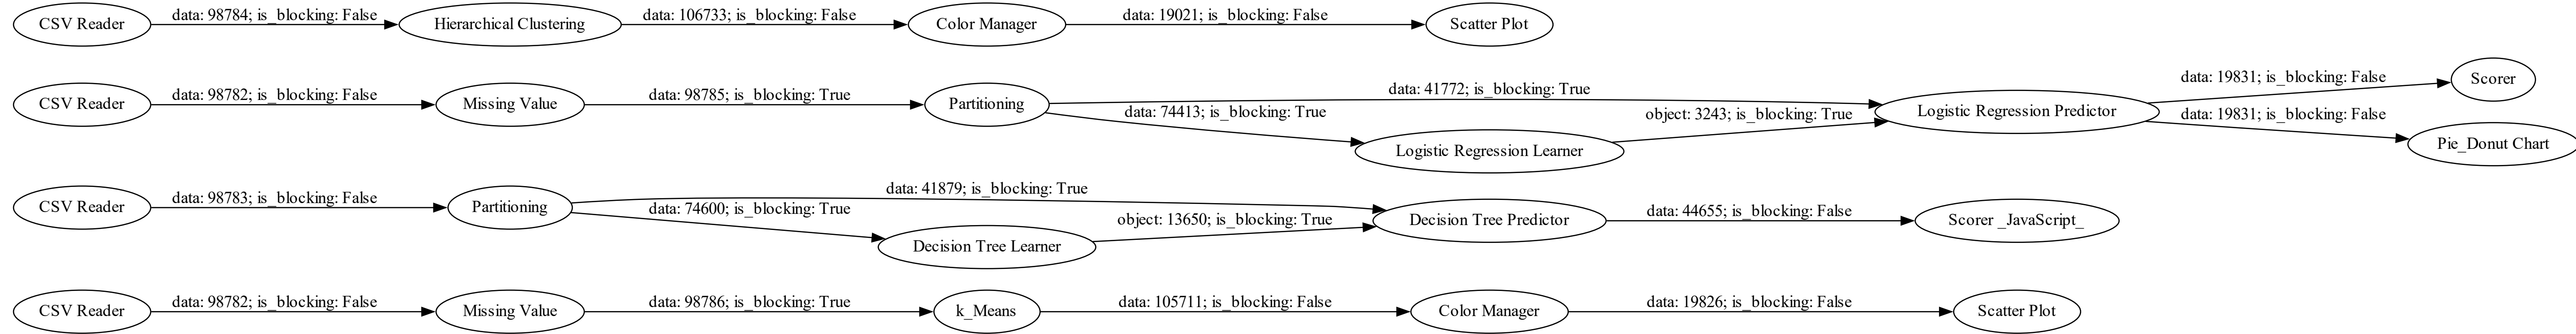 CSV Reader
data: 98784; is_blocking: False
Hierarchical Clustering
data: 106733; is_blocking: False
Color Manager
data: 19021; is_blocking: False
Scatter Plot
CSV Reader
data: 98782; is_blocking: False
Missing Value
data: 98785; is_blocking: True
Partitioning
data: 41772; is_blocking: True
data: 74413; is_blocking: True
Logistic Regression Learner
object: 3243; is_blocking: True
Logistic Regression Predictor
data: 19831; is_blocking: False
Scorer
data: 19831; is_blocking: False
Pie_Donut Chart
CSV Reader
data: 98783; is_blocking: False
Partitioning
data: 41879; is_blocking: True
data: 74600; is_blocking: True
Decision Tree Learner
object: 13650; is_blocking: True
Decision Tree Predictor
data: 44655; is_blocking: False
Scorer _JavaScript_
CSV Reader
data: 98782; is_blocking: False
Missing Value
data: 98786; is_blocking: True
k_Means
data: 105711; is_blocking: False
Color Manager
data: 19826; is_blocking: False
Scatter Plot